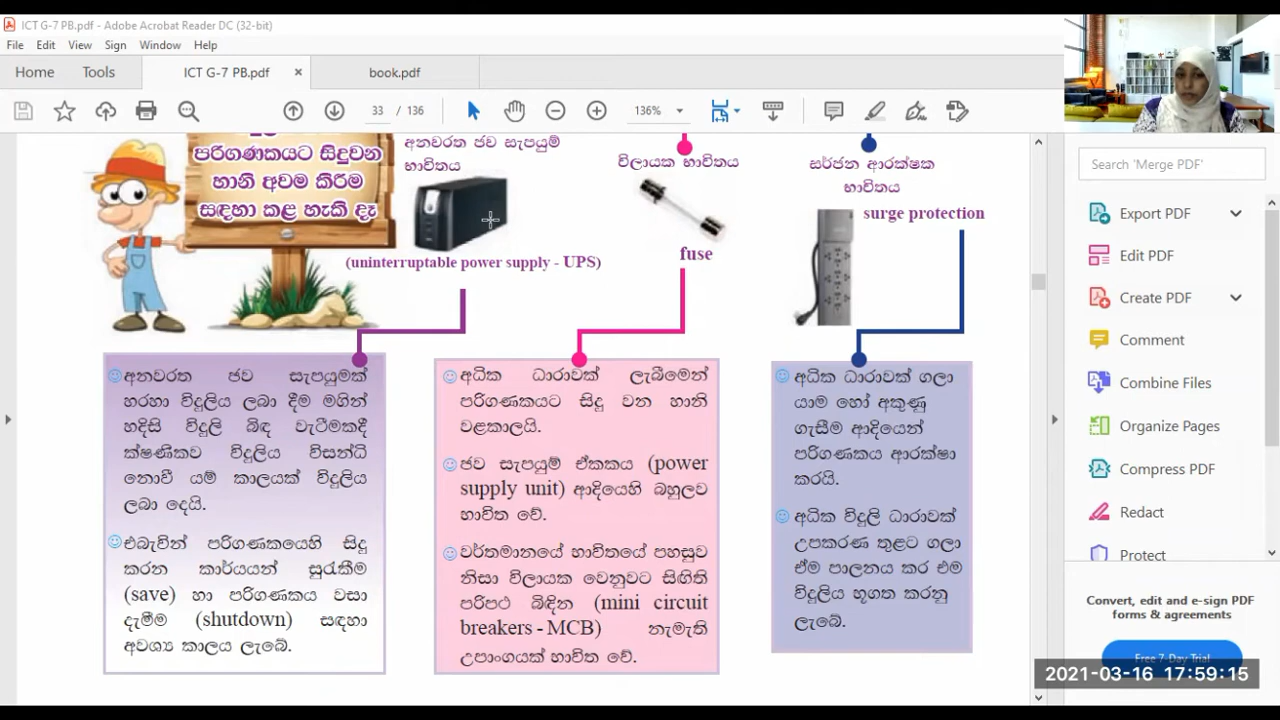 ICT G-7 PB.pdf - Adobe Acrobat Reader DC (32-bit)
File Edit View Sign Window Help
Home Tools ICT G-7 PB.pdf × book.pdf
33 / 136 136%
පරිගණකයට සිදුවන
හානි අවම කිරීම
සඳහා කළ හැකි දෑ
අනවරත ජව සැපයුම්
භාවිතය
(uninterruptable power supply - UPS)
විලායක භාවිතය
fuse
සර්ජන ආරක්ෂක
භාවිතය
surge protection
අනවරත ජව සැපයුමක්
හරහා විදුලිය ලබා දීම මගින්
හදිසි විදුලි බිඳ වැටීමකදී
ක්ෂණිකව විදුලිය විසන්ධි
නොවී යම් කාලයක් විදුලිය
ලබා දෙයි.
එබැවින් පරිගණකයෙහි සිදු
කරන කාර්යයන් සුරැකීම
(save) හා පරිගණකය වසා
දැමීම (shutdown) සඳහා
අවශ්‍ය කාලය ලැබේ.
අධික ධාරාවක් ලැබීමෙන්
පරිගණකයට සිදු වන හානි
වළකාලයි.
ජව සැපයුම් ඒකකය (power
supply unit) ආදියෙහි බහුලව
භාවිත වේ.
වර්තමානයේ භාවිතයේ පහසුව
නිසා විලායක වෙනුවට සිඟිති
පරිපථ බිඳින (mini circuit
breakers - MCB) නැමැති
උපාංගයක් භාවිත වේ.
අධික ධාරාවක් ගලා
යාම හෝ අකුණු
ගැසීම ආදියෙන්
පරිගණකය ආරක්ෂා
කරයි.
අධික විදුලි ධාරාවක්
උපකරණ තුළට ගලා
ඒම පාලනය කර එම
විදුලිය භූගත කරනු
ලැබේ.
Search 'Merge PDF'
Export PDF
Edit PDF
Create PDF
Comment
Combine Files
Organize Pages
Compress PDF
Redact
Protect
Convert, edit and e-sign PDF
forms & agreements
Free 7-Day Trial
2021-03-16 17:59:15